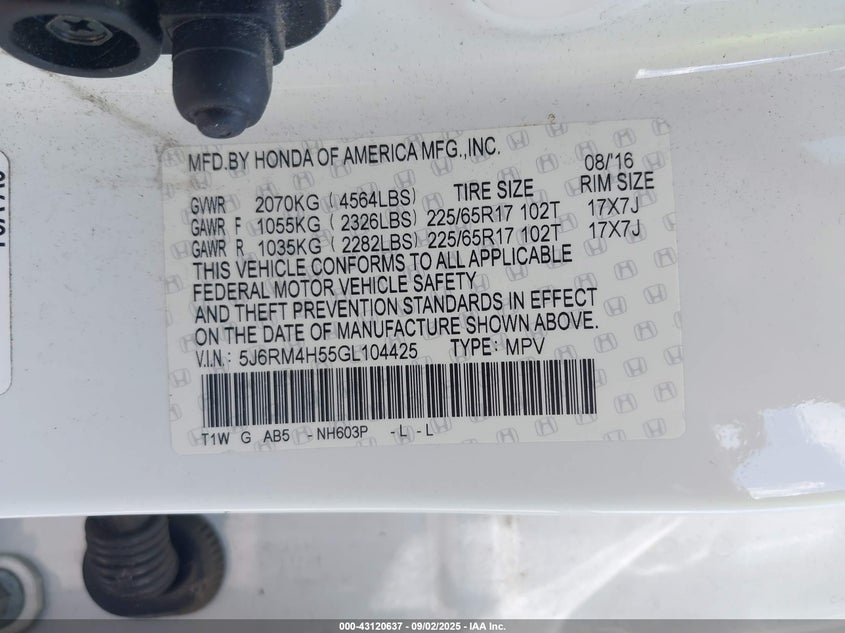 MFD.BY HONDA OF AMERICA MFG.,INC. 08/'16
GVWR 2070KG ( 4564LBS) TIRE SIZE RIM SIZE
GAWR F 1055KG ( 2326LBS) 225/65R17 102T 17X7J
GAWR R 1035KG ( 2282LBS) 225/65R17 102T 17X7J
THIS VEHICLE CONFORMS TO ALL APPLICABLE
FEDERAL MOTOR VEHICLE SAFETY
AND THEFT PREVENTION STANDARDS IN EFFECT
ON THE DATE OF MANUFACTURE SHOWN ABOVE.
V.I.N : 5J6RM4H55GL104425 TYPE: MPV
T1W G AB5 - NH603P - L - L
000-43120637 - 09/02/2025 - IAA Inc.